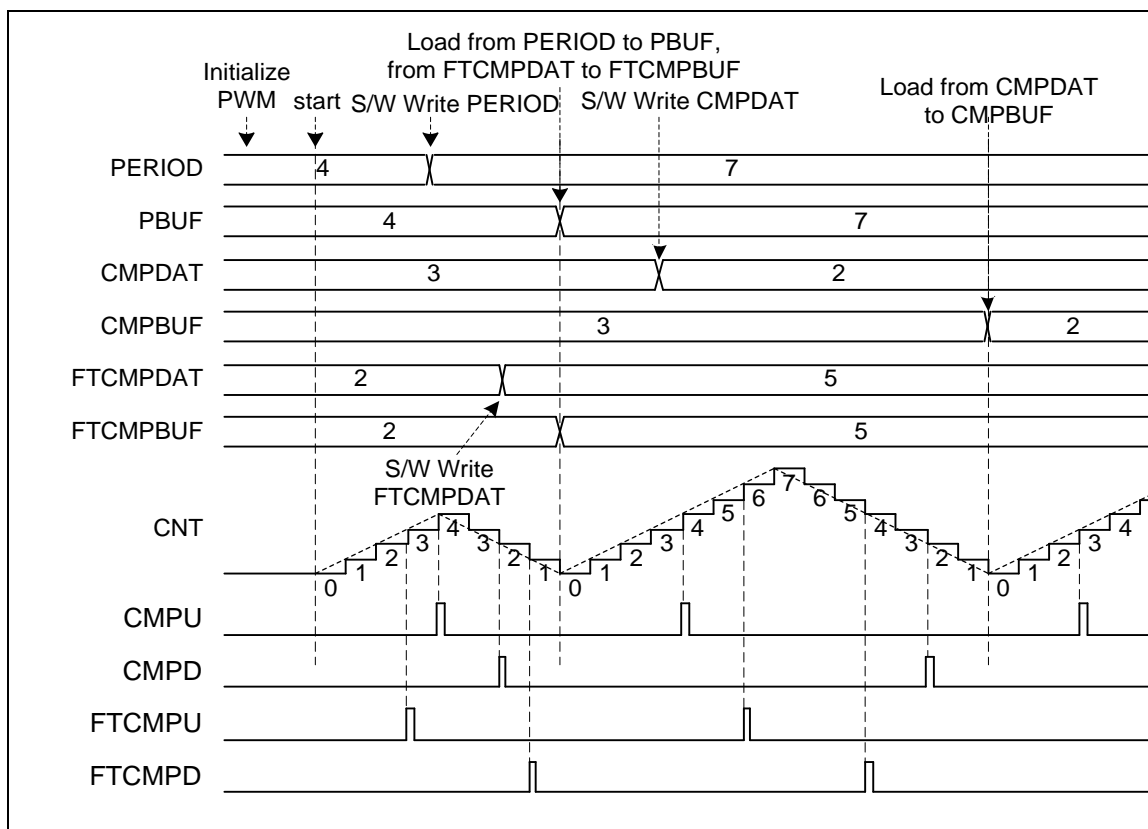 Load from PERIOD to PBUF,
from FTCMPDAT to FTCMPBUF
Initialize
PWM
start
S/W Write PERIOD
S/W Write CMPDAT
Load from CMPDAT
to CMPBUF
PERIOD 4 7
PBUF 4 7
CMPDAT 3 2
CMPBUF 3 2
FTCMPDAT 2 5
FTCMPBUF 2 5
S/W Write
FTCMPDAT
CNT 0 1 2 3 4 3 2 1 0 1 2 3 4 5 6 7 6 5 4 3 2 1 0 1 2 3 4
CMPU
CMPD
FTCMPU
FTCMPD